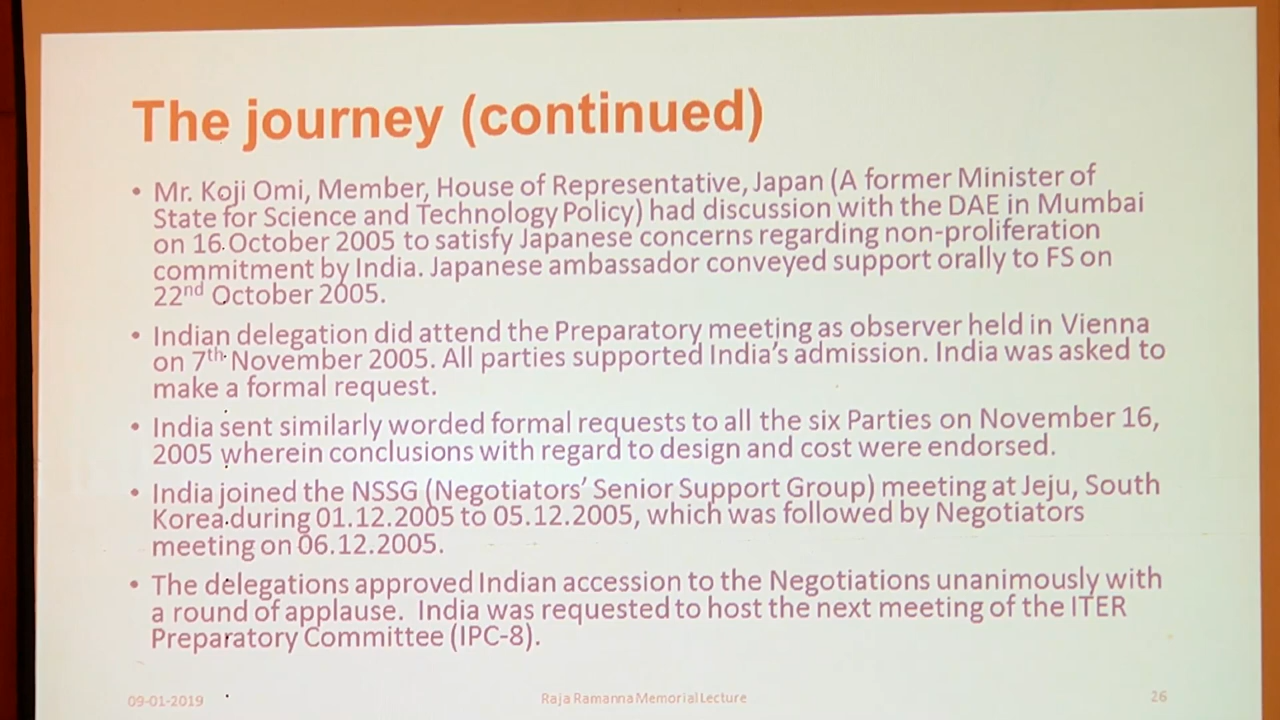 The journey (continued)
• Mr. Koji Omi, Member, House of Representative, Japan (A former Minister of
State for Science and Technology Policy) had discussion with the DAE in Mumbai
on 16 October 2005 to satisfy Japanese concerns regarding non-proliferation
commitment by India. Japanese ambassador conveyed support orally to FS on
22nd October 2005.
• Indian delegation did attend the Preparatory meeting as observer held in Vienna
on 7th November 2005. All parties supported India's admission. India was asked to
make a formal request.
• India sent similarly worded formal requests to all the six Parties on November 16,
2005 wherein conclusions with regard to design and cost were endorsed.
• India joined the NSSG (Negotiators' Senior Support Group) meeting at Jeju, South
Korea during 01.12.2005 to 05.12.2005, which was followed by Negotiators
meeting on 06.12.2005.
• The delegations approved Indian accession to the Negotiations unanimously with
a round of applause. India was requested to host the next meeting of the ITER
Preparatory Committee (IPC-8).
09-01-2019 Raja Ramanna Memorial Lecture 26